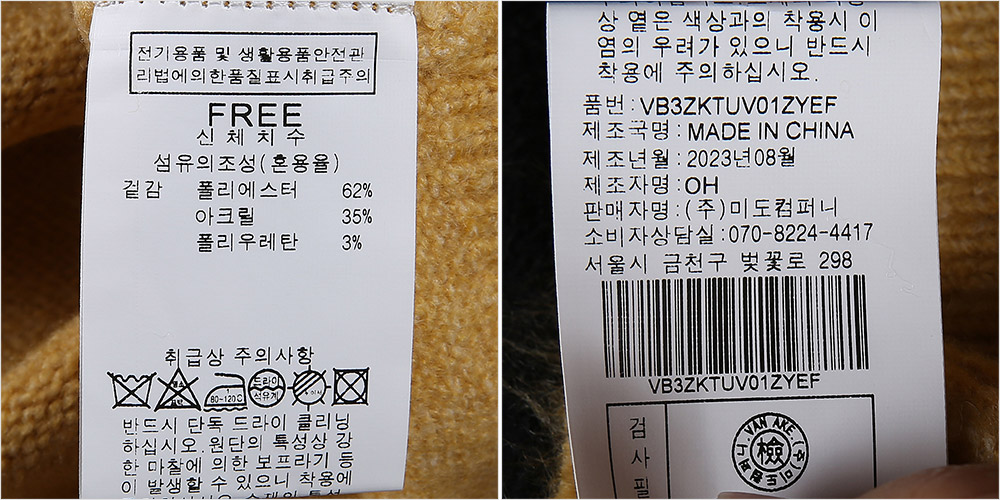 전기용품 및 생활용품안전관
리법에의한품질표시취급주의
FREE
신체치수
섬유의조성(혼용율)
겉감 폴리에스터 62%
아크릴 35%
폴리우레탄 3%
취급상 주의사항
80~120℃
드라이
석유계
반드시 단독 드라이 클리닝
하십시오.원단의 특성상 강
한 마찰에 의한 보프라기 등
이 발생할 수 있으니 착용에
상 옅은 색상과의 착용시 이
염의 우려가 있으니 반드시
착용에 주의하십시오.
품번:VB3ZKTUV01ZYEF
제조국명:MADE IN CHINA
제조년월:2023년08월
제조자명:OH
판매자명:(주)미도컴퍼니
소비자상담실:070-8224-4417
서울시 금천구 벚꽃로 298
VB3ZKTUV01ZYEF
검
사
필
VAN AKE.(주)미도컴퍼니.
檢